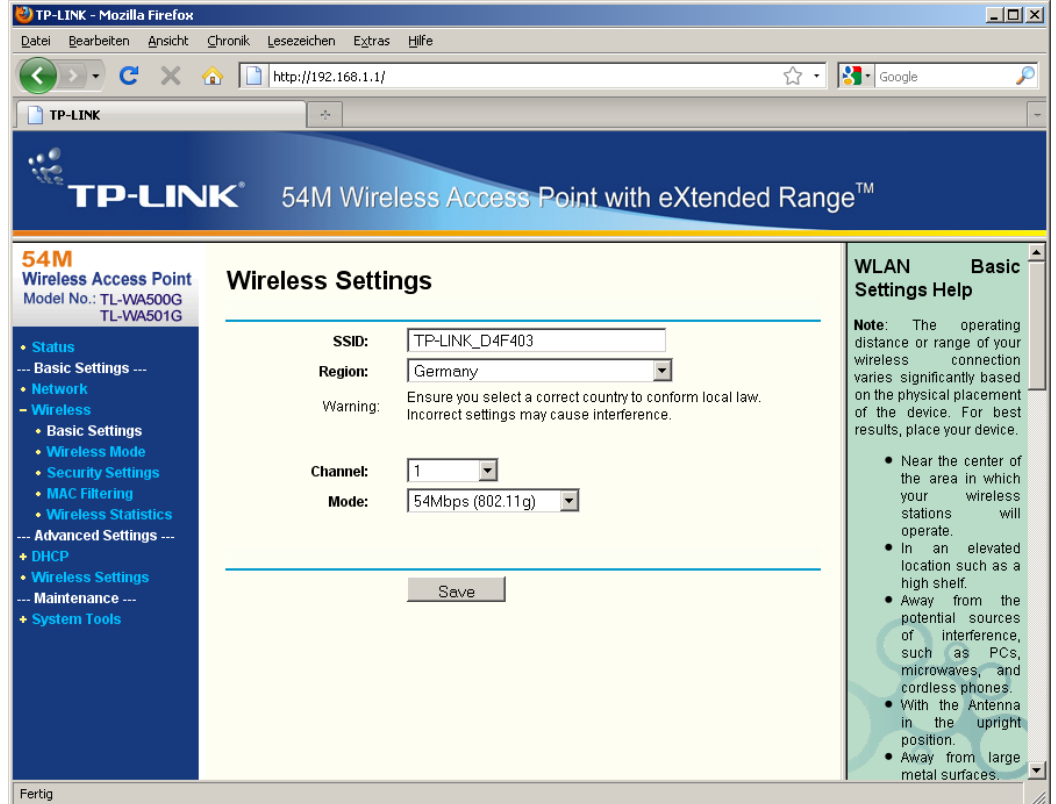 TP-LINK - Mozilla Firefox
Datei Bearbeiten Ansicht Chronik Lesezeichen Extras Hilfe
http://192.168.1.1/
Google
TP-LINK
TP-LINK® 54M Wireless Access Point with eXtended Range™
54M
Wireless Access Point
Model No.: TL-WA500G
TL-WA501G
• Status
--- Basic Settings ---
• Network
– Wireless
• Basic Settings
• Wireless Mode
• Security Settings
• MAC Filtering
• Wireless Statistics
--- Advanced Settings ---
+ DHCP
• Wireless Settings
--- Maintenance ---
+ System Tools
Wireless Settings
SSID: TP-LINK_D4F403
Region: Germany
Warning: Ensure you select a correct country to conform local law.
Incorrect settings may cause interference.
Channel: 1
Mode: 54Mbps (802.11g)
Save
WLAN Basic
Settings Help
Note: The operating
distance or range of your
wireless connection
varies significantly based
on the physical placement
of the device. For best
results, place your device.
• Near the center of
the area in which
your wireless
stations will
operate.
• In an elevated
location such as a
high shelf.
• Away from the
potential sources
of interference,
such as PCs,
microwaves, and
cordless phones.
• With the Antenna
in the upright
position.
• Away from large
metal surfaces.
Fertig